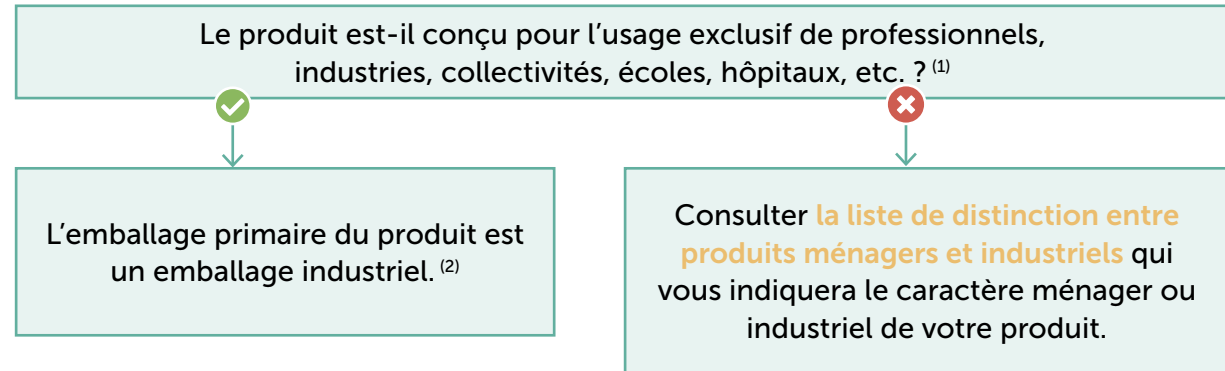 Le produit est-il conçu pour l’usage exclusif de professionnels,
industries, collectivités, écoles, hôpitaux, etc. ? (1)
L’emballage primaire du produit est
un emballage industriel. (2)
Consulter la liste de distinction entre
produits ménagers et industriels qui
vous indiquera le caractère ménager ou
industriel de votre produit.